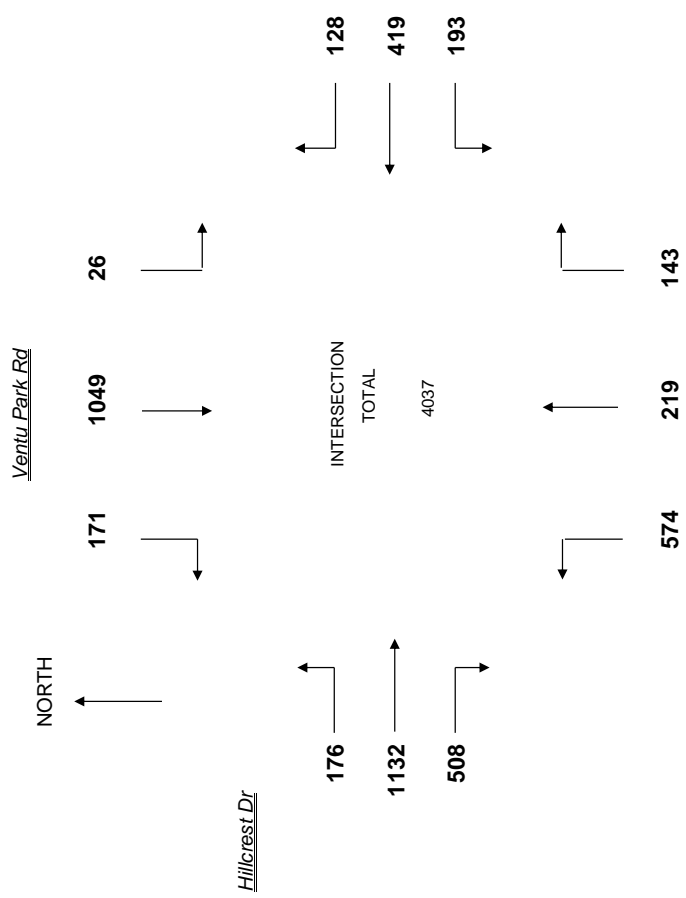 Ventu Park Rd
NORTH
171
1049
26
Hillcrest Dr
176
1132
508
INTERSECTION
TOTAL
4037
128
419
193
574
219
143